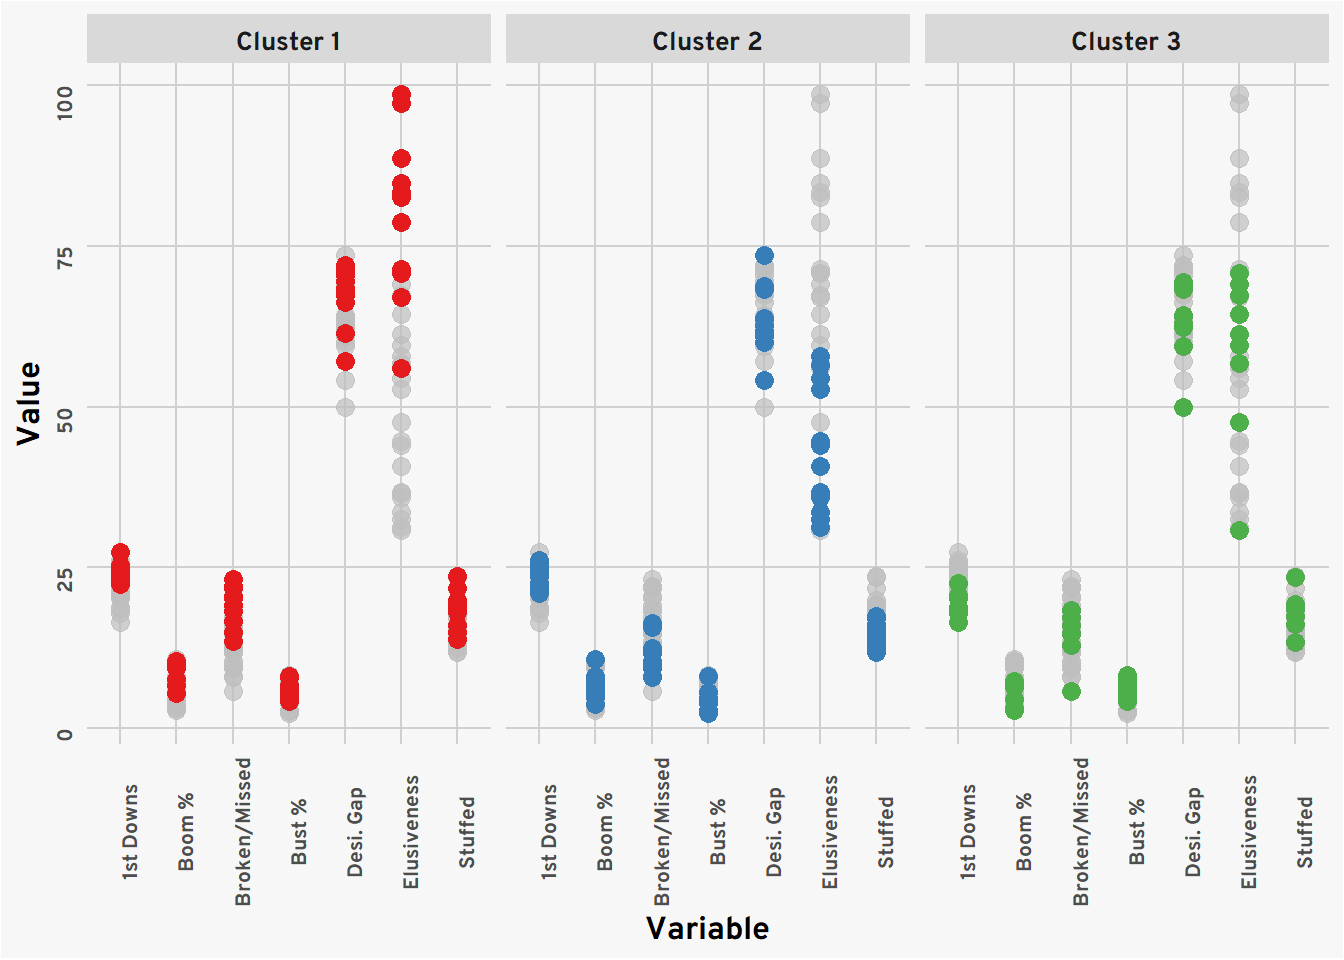 Cluster 1
Cluster 2
Cluster 3
Value
100
75
50
25
0
1st Downs
Boom %
Broken/Missed
Bust %
Desi. Gap
Elusiveness
Stuffed
1st Downs
Boom %
Broken/Missed
Bust %
Desi. Gap
Elusiveness
Stuffed
1st Downs
Boom %
Broken/Missed
Bust %
Desi. Gap
Elusiveness
Stuffed
Variable